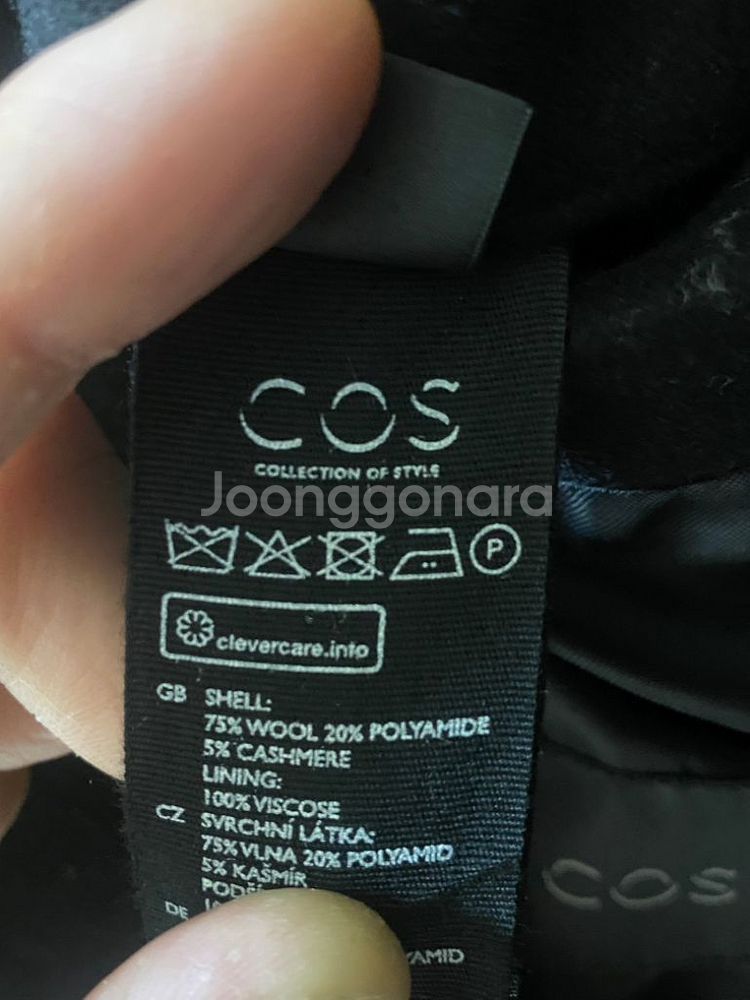 COS
COLLECTION OF STYLE
Joonggonara
P
clevercare.info
GB SHELL:
75% WOOL 20% POLYAMIDE
5% CASHMERE
LINING:
100% VISCOSE
CZ SVRCHNÍ LÁTKA:
75% VLNA 20% POLYAMID
5% KAŠMÍR
DE
COS